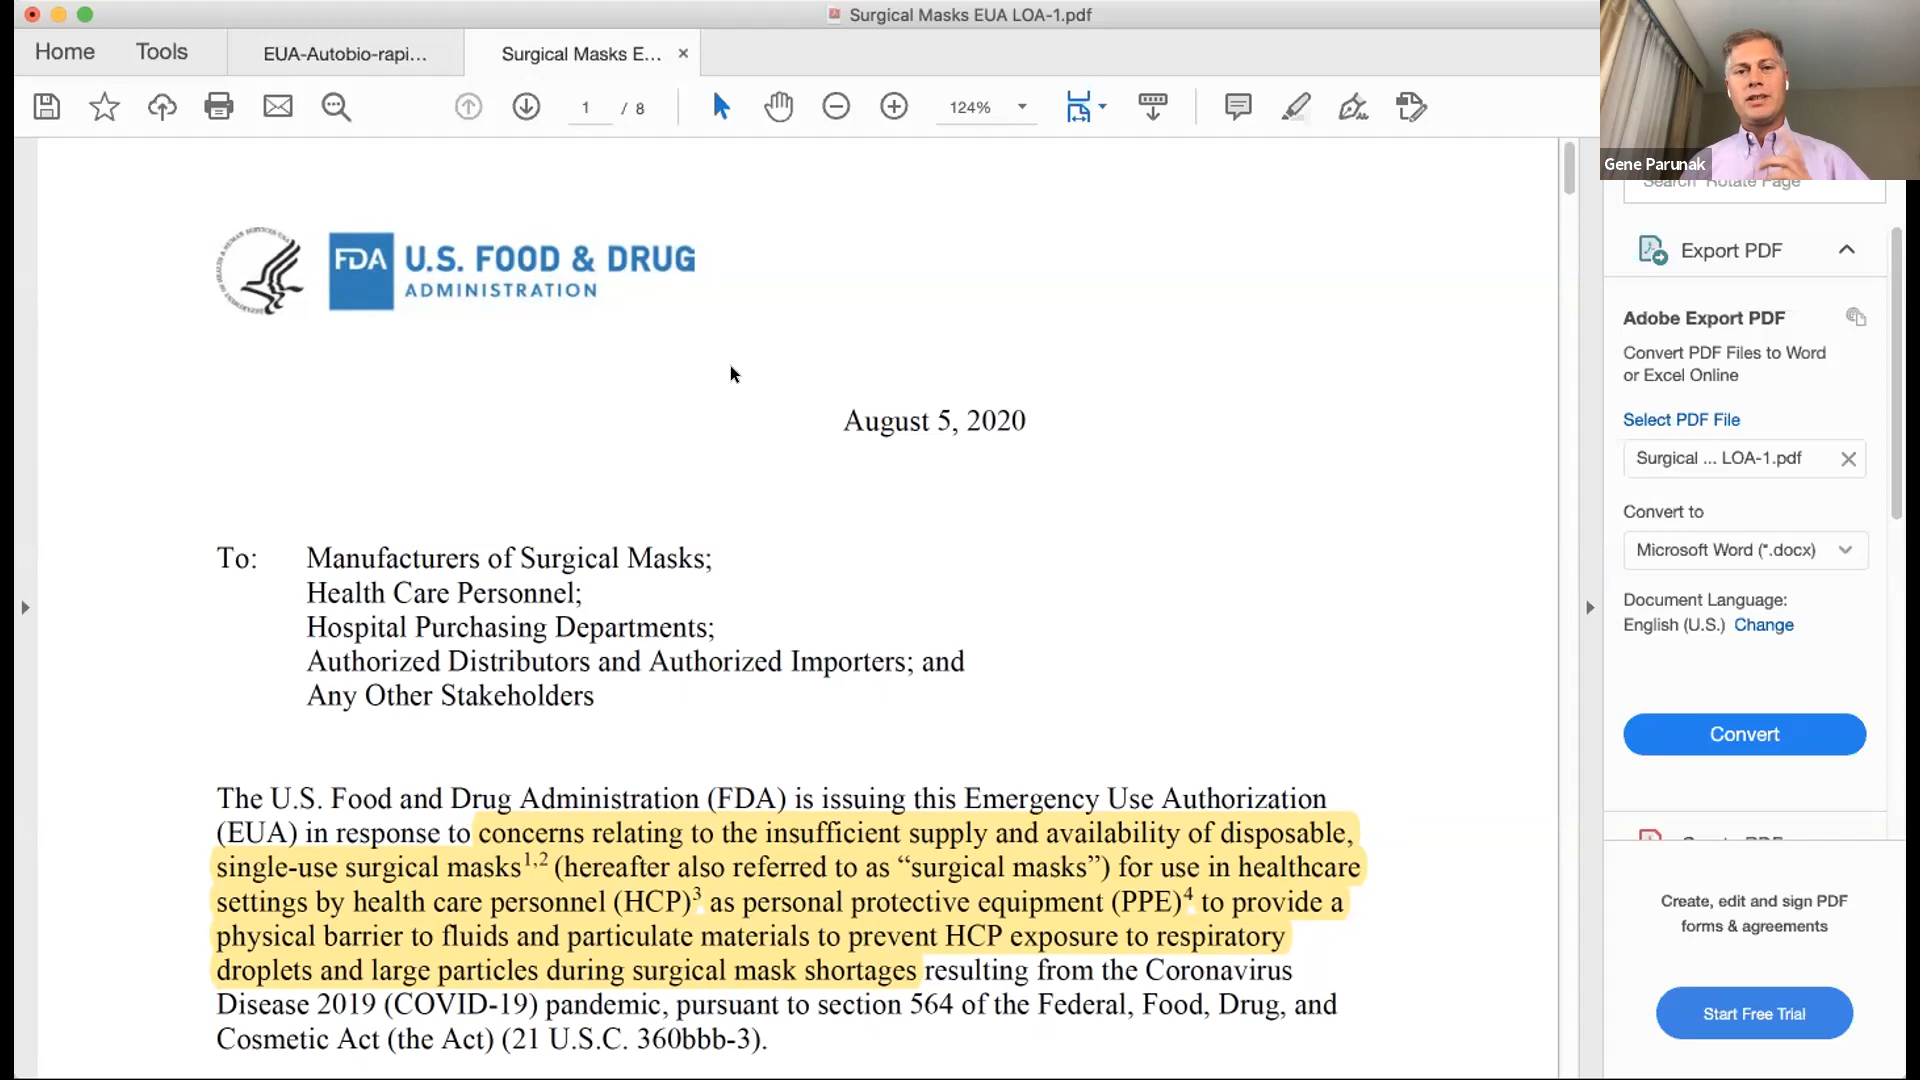 Surgical Masks EUA LOA-1.pdf
Home
Tools
EUA-Autobio-rapi...
Surgical Masks E...
1 / 8
124%
Gene Parunak
Search 'Rotate Page'
Export PDF
FDA
U.S. FOOD & DRUG
ADMINISTRATION
Adobe Export PDF
Convert PDF Files to Word
or Excel Online
August 5, 2020
Select PDF File
Surgical ... LOA-1.pdf
Convert to
Microsoft Word (*.docx)
Document Language:
English (U.S.) Change
To: Manufacturers of Surgical Masks;
Health Care Personnel;
Hospital Purchasing Departments;
Authorized Distributors and Authorized Importers; and
Any Other Stakeholders
Convert
The U.S. Food and Drug Administration (FDA) is issuing this Emergency Use Authorization
(EUA) in response to concerns relating to the insufficient supply and availability of disposable,
single-use surgical masks1,2 (hereafter also referred to as “surgical masks”) for use in healthcare
settings by health care personnel (HCP)3 as personal protective equipment (PPE)4 to provide a
physical barrier to fluids and particulate materials to prevent HCP exposure to respiratory
droplets and large particles during surgical mask shortages resulting from the Coronavirus
Disease 2019 (COVID-19) pandemic, pursuant to section 564 of the Federal, Food, Drug, and
Cosmetic Act (the Act) (21 U.S.C. 360bbb-3).
Create, edit and sign PDF
forms & agreements
Start Free Trial